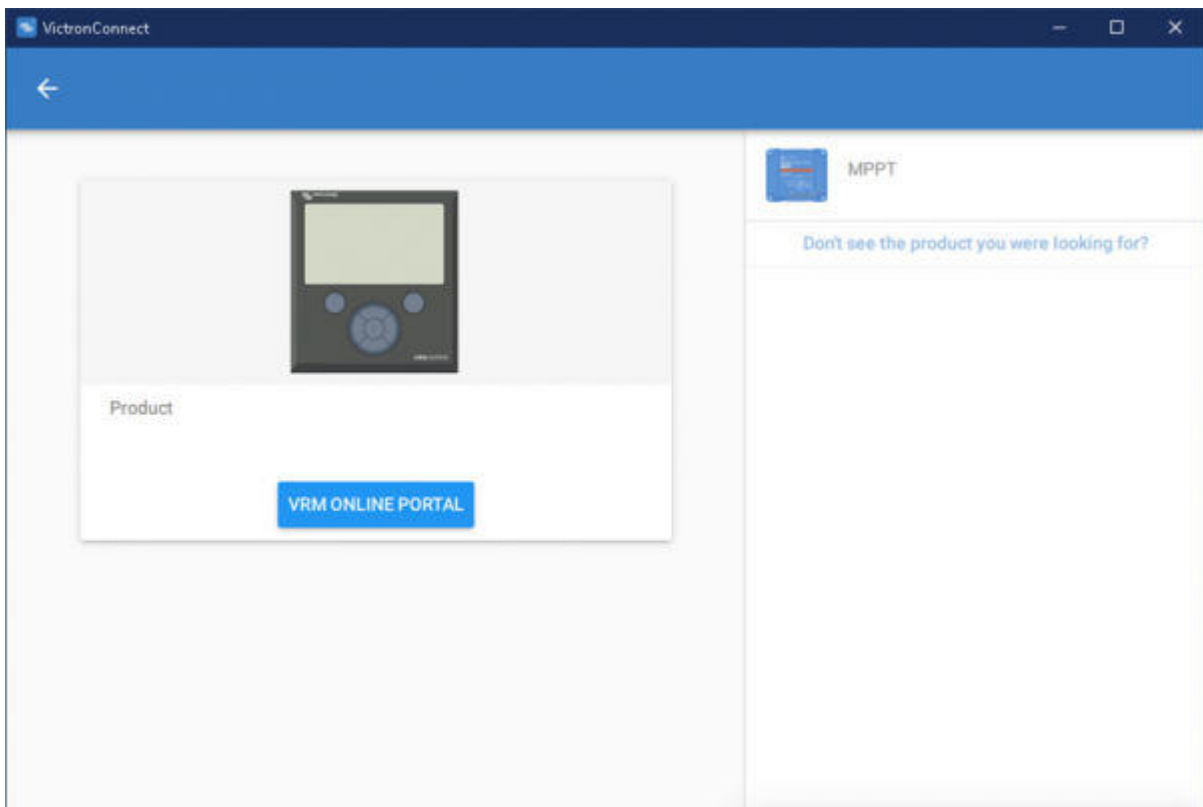 VictronConnect
MPPT
Don't see the product you were looking for?
Product
VRM ONLINE PORTAL